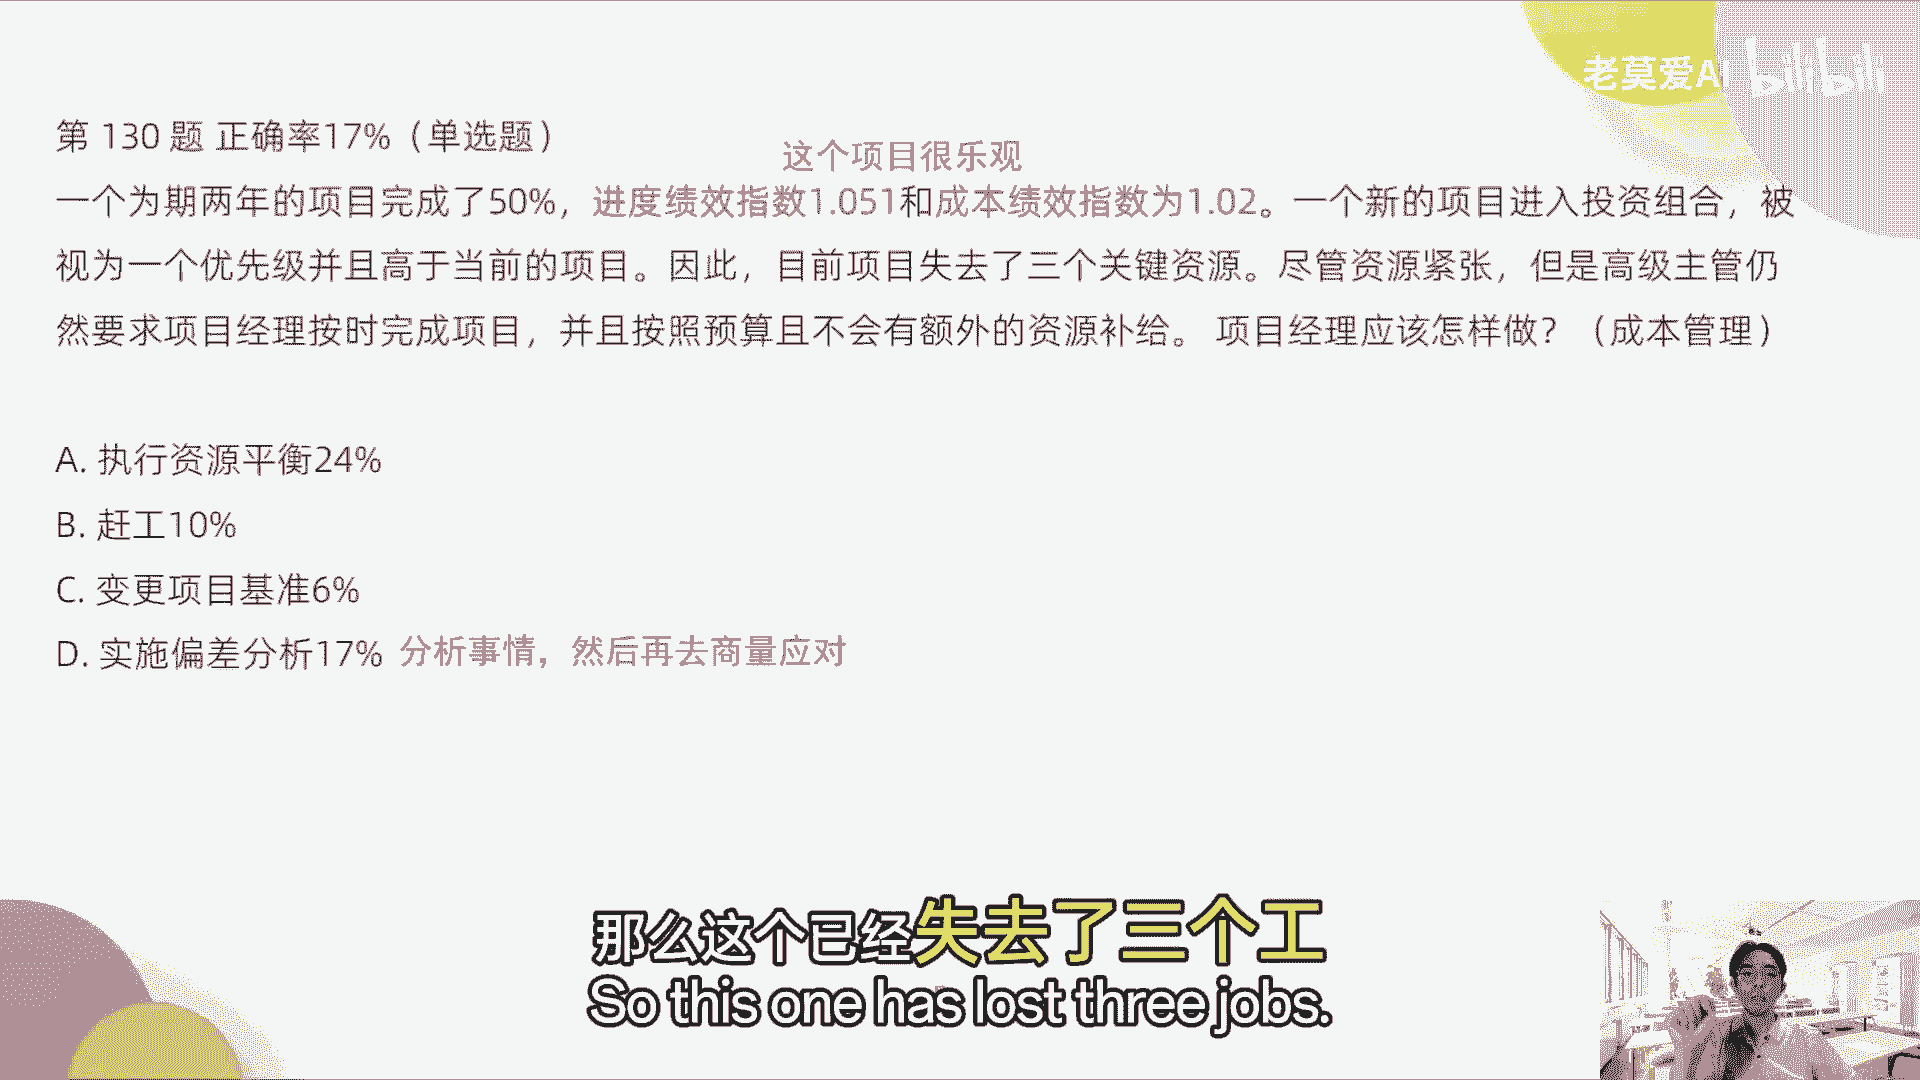 老莫爱AI bilibili
第 130 题 正确率17%（单选题）
这个项目很乐观
一个为期两年的项目完成了50%，进度绩效指数1.051和成本绩效指数为1.02。一个新的项目进入投资组合，被
视为一个优先级并且高于当前的项目。因此，目前项目失去了三个关键资源。尽管资源紧张，但是高级主管仍
然要求项目经理按时完成项目，并且按照预算且不会有额外的资源补给。 项目经理应该怎样做？（成本管理）
A. 执行资源平衡24%
B. 赶工10%
C. 变更项目基准6%
D. 实施偏差分析17% 分析事情，然后再去商量应对
那么这个已经失去了三个工
So this one has lost three jobs.